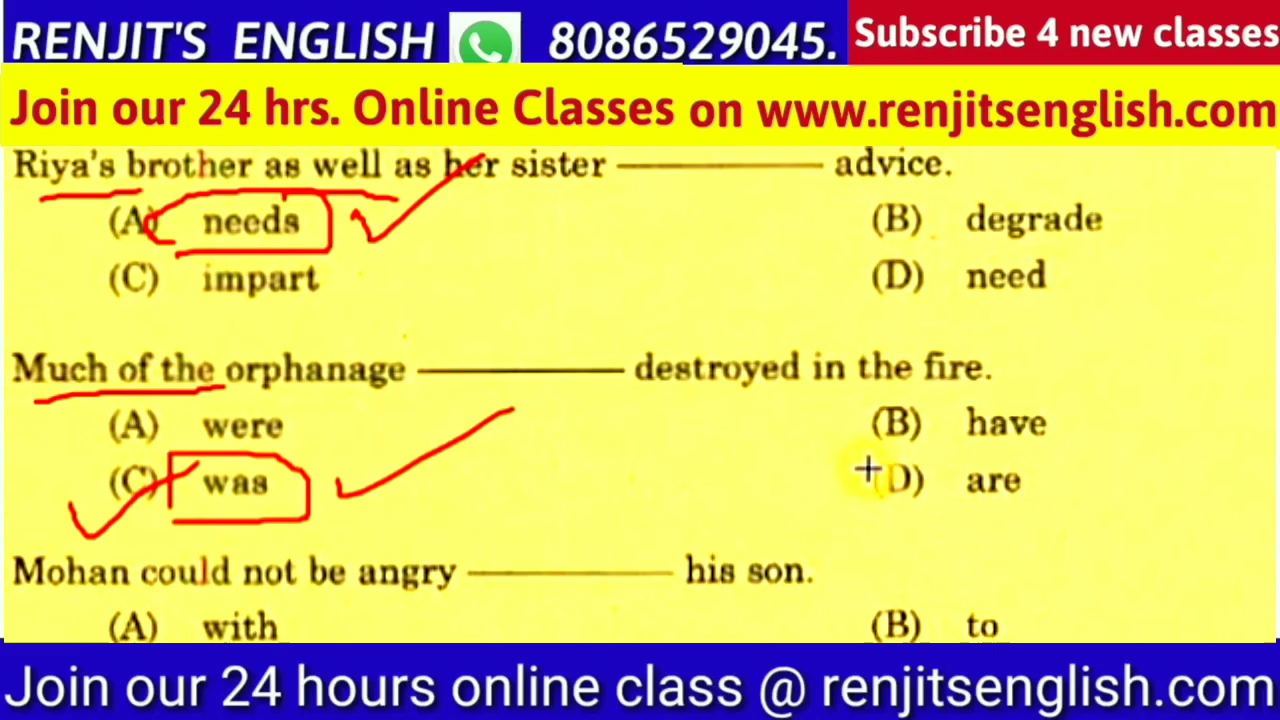 RENJIT'S ENGLISH 8086529045. Subscribe 4 new classes
Join our 24 hrs. Online Classes on www.renjitsenglish.com
Riya's brother as well as her sister ———— advice.
(A) needs (B) degrade
(C) impart (D) need
Much of the orphanage ———— destroyed in the fire.
(A) were (B) have
(C) was (D) are
Mohan could not be angry ———— his son.
(A) with (B) to
Join our 24 hours online class @ renjitsenglish.com